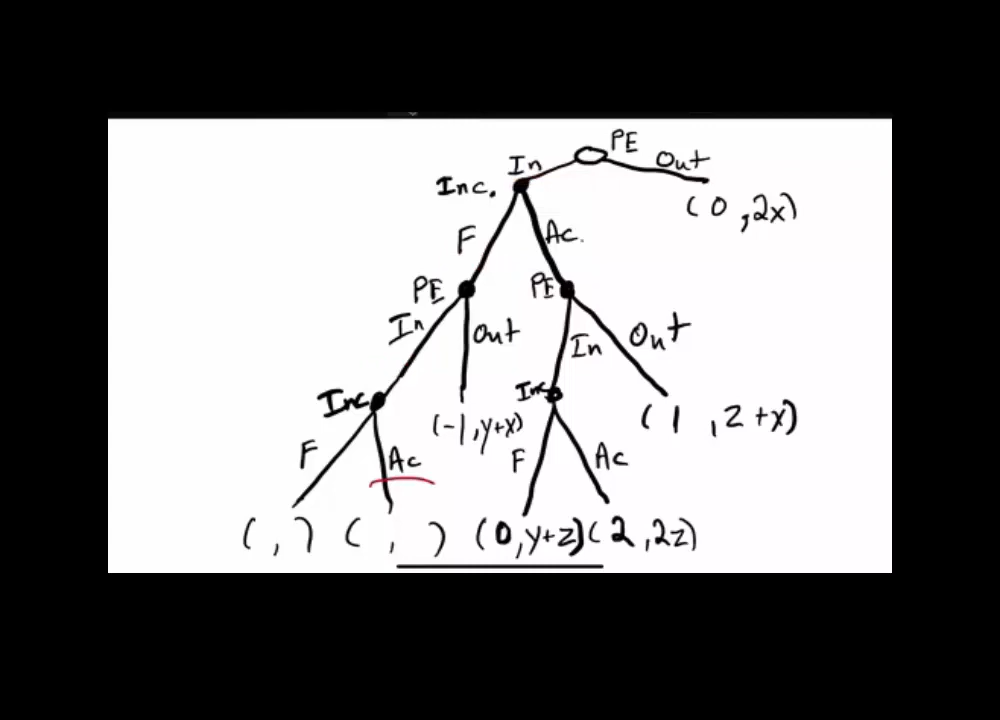 PE
In
Out
Inc.
(0,2x)
F
Ac.
PE
PE
In
Out
In
Out
Inc
Inc
(-1,y+x)
(1,2+x)
F
Ac
F
Ac
( , ) ( , ) (0,y+z) (2,2z)